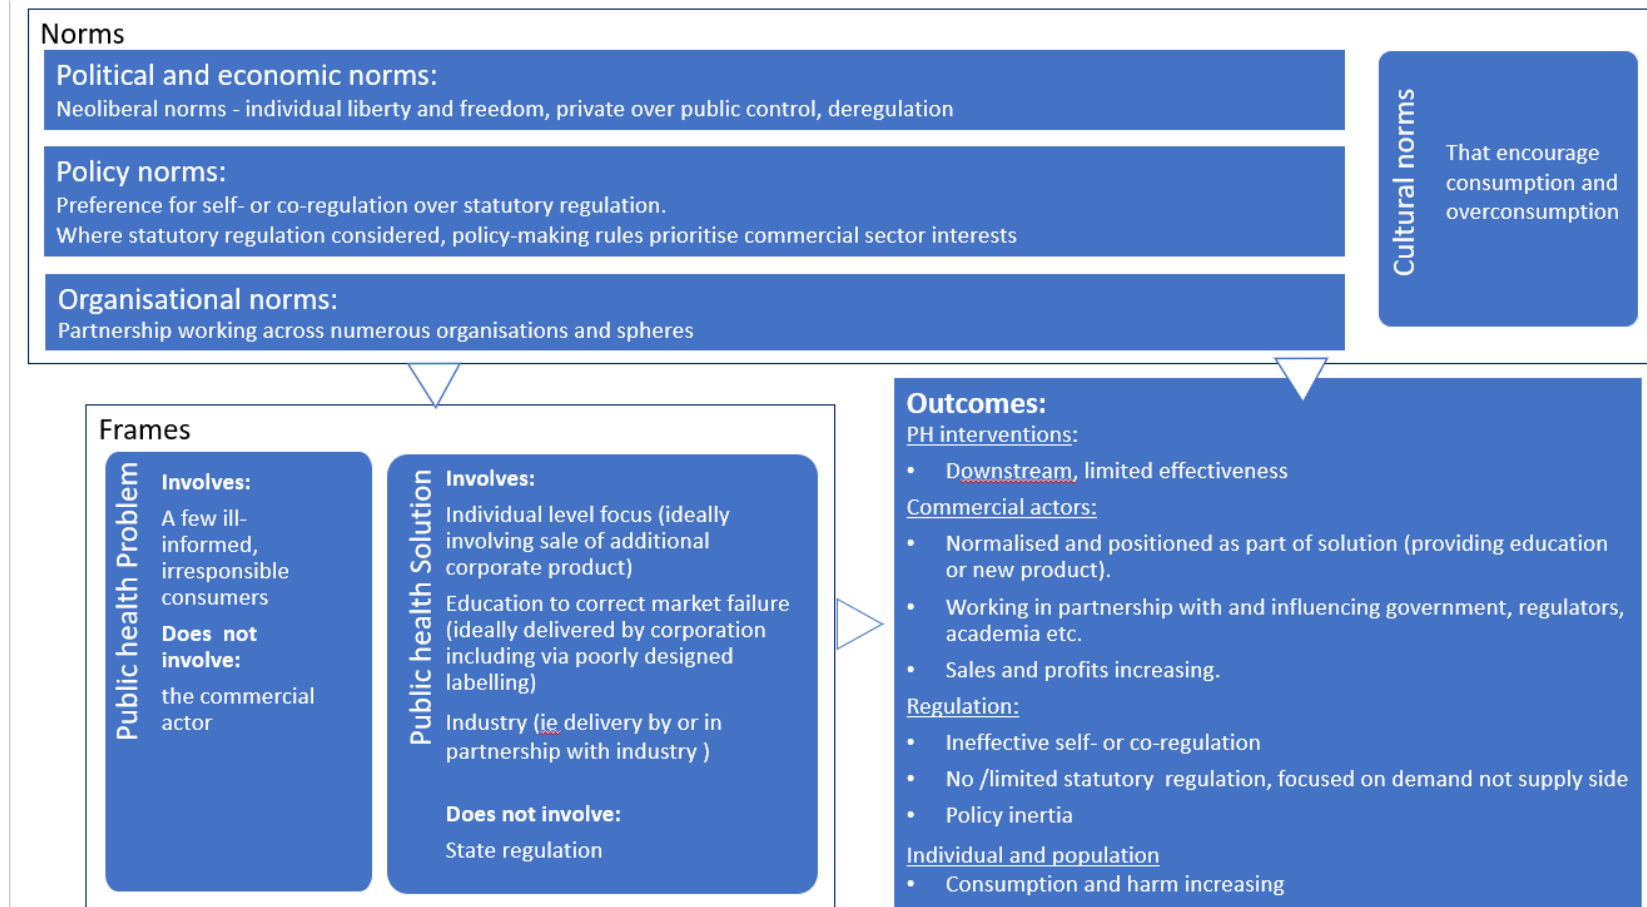 Norms
Political and economic norms:
Neoliberal norms - individual liberty and freedom, private over public control, deregulation
Policy norms:
Preference for self- or co-regulation over statutory regulation.
Where statutory regulation considered, policy-making rules prioritise commercial sector interests
Organisational norms:
Partnership working across numerous organisations and spheres
Cultural norms
That encourage
consumption and
overconsumption
Frames
Public health Problem
Involves:
A few ill-
informed,
irresponsible
consumers
Does not
involve:
the commercial
actor
Public health Solution
Involves:
Individual level focus (ideally
involving sale of additional
corporate product)
Education to correct market failure
(ideally delivered by corporation
including via poorly designed
labelling)
Industry (ie delivery by or in
partnership with industry )
Does not involve:
State regulation
Outcomes:
PH interventions:
• Downstream, limited effectiveness
Commercial actors:
• Normalised and positioned as part of solution (providing education
or new product).
• Working in partnership with and influencing government, regulators,
academia etc.
• Sales and profits increasing.
Regulation:
• Ineffective self- or co-regulation
• No /limited statutory regulation, focused on demand not supply side
• Policy inertia
Individual and population
• Consumption and harm increasing